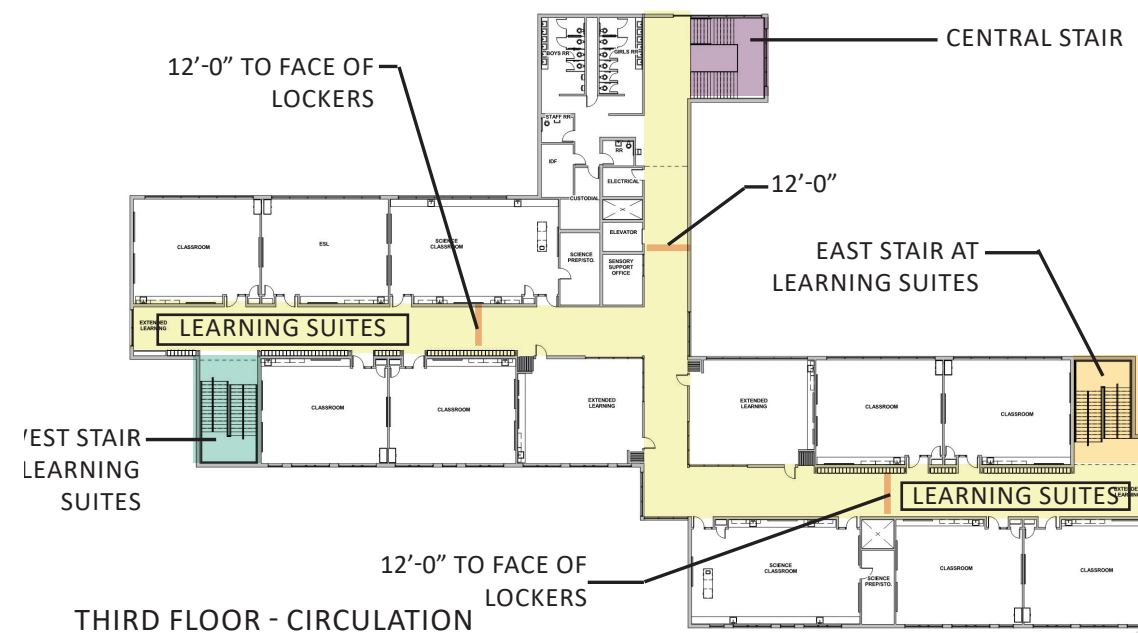 CENTRAL STAIR
12’-0” TO FACE OF
LOCKERS
BOYS RR
GIRLS RR
STAFF RR
RR
IDF
ELECTRICAL
CUSTODIAL
12’-0”
ELEVATOR
EAST STAIR AT
LEARNING SUITES
CLASSROOM
ESL
SCIENCE
CLASSROOM
SCIENCE
PREP/STO.
SENSORY
SUPPORT
OFFICE
EXTENDED
LEARNING
LEARNING SUITES
CLASSROOM
CLASSROOM
EXTENDED
LEARNING
EXTENDED
LEARNING
CLASSROOM
CLASSROOM
WEST STAIR
LEARNING
SUITES
LEARNING SUITES
EXTENDED
LEARNING
12’-0” TO FACE OF
LOCKERS
SCIENCE
CLASSROOM
SCIENCE
PREP/STO.
CLASSROOM
CLASSROOM
THIRD FLOOR - CIRCULATION